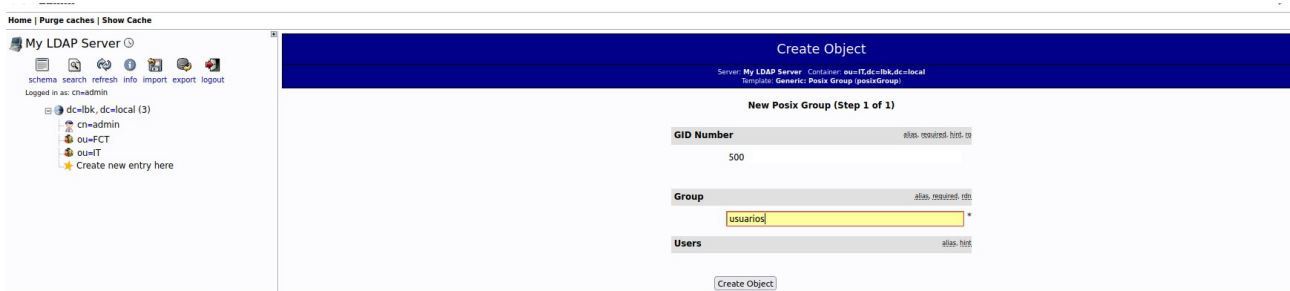 Home | Purge caches | Show Cache
My LDAP Server
schema search refresh info import export logout
Logged in as: cn=admin
dc=lbk, dc=local (3)
cn=admin
ou=FCT
ou=IT
Create new entry here
Create Object
Server: My LDAP Server Container: ou=IT,dc=lbk,dc=local
Template: Generic: Posix Group (posixGroup)
New Posix Group (Step 1 of 1)
GID Number alias, required, hint, ro
500
Group alias, required, rdn
usuarios *
Users alias, hint
Create Object